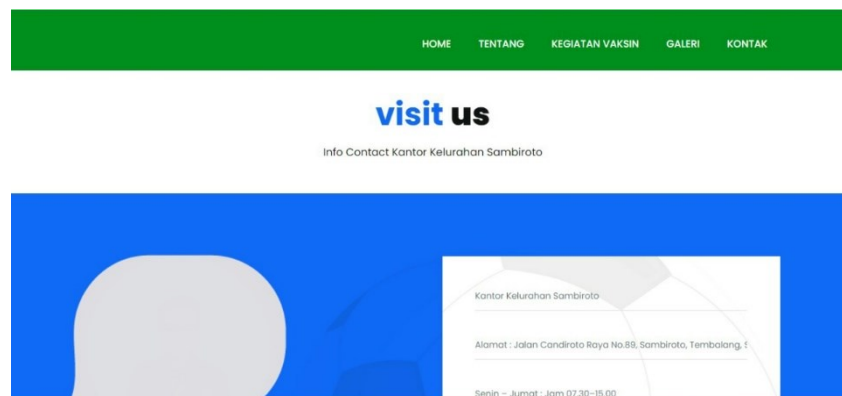 HOME TENTANG KEGIATAN VAKSIN GALERI KONTAK
visit us
Info Contact Kantor Kelurahan Sambiroto
Kantor Kelurahan Sambiroto
Alamat : Jalan Candiroto Raya No.89, Sambiroto, Tembalang, S
Senin – Jumat : Jam 07.30–15.00